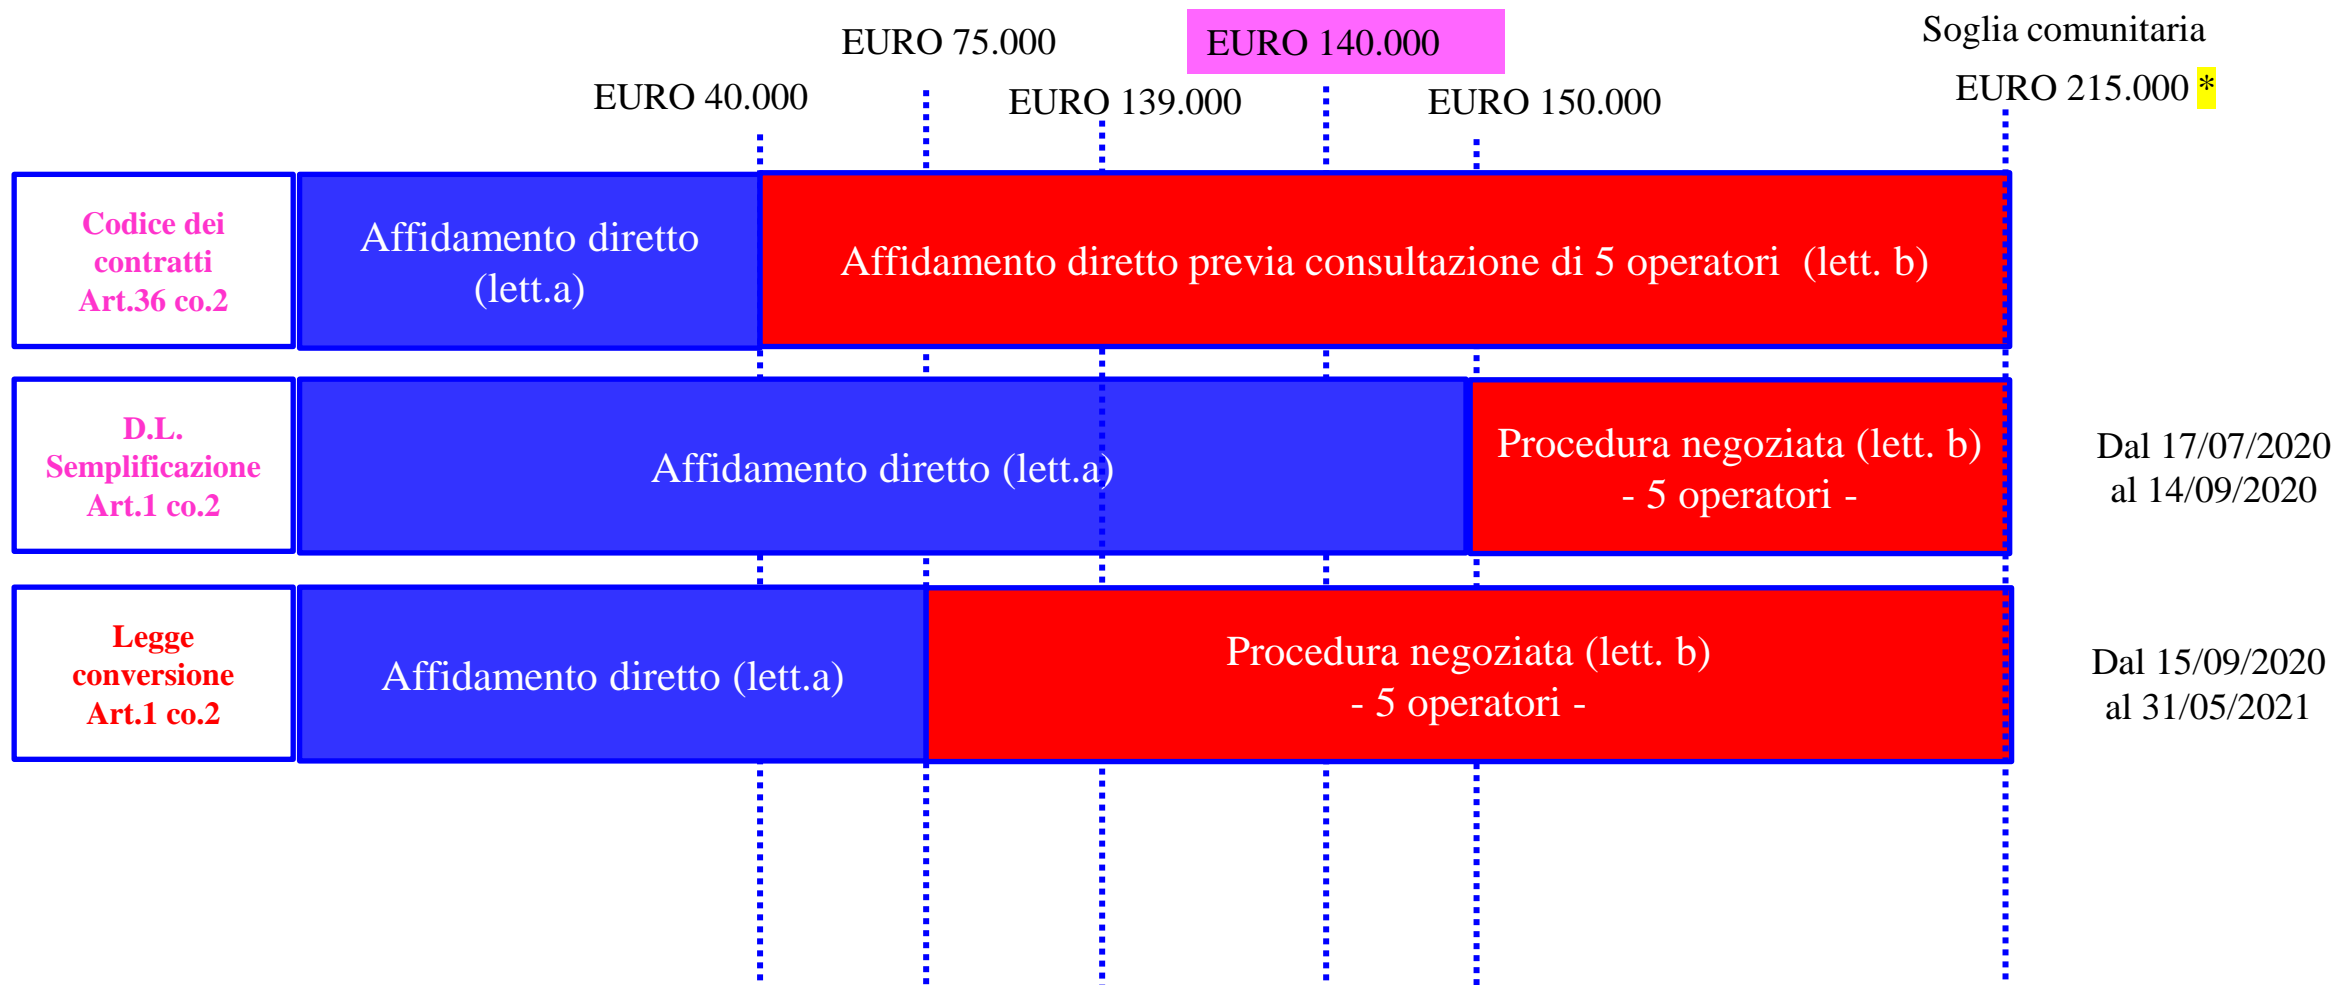 EURO 75.000
EURO 140.000
Soglia comunitaria
EURO 40.000
EURO 139.000
EURO 150.000
EURO 215.000 *
Codice dei
contratti
Art.36 co.2
Affidamento diretto
(lett.a)
Affidamento diretto previa consultazione di 5 operatori (lett. b)
D.L.
Semplificazione
Art.1 co.2
Affidamento diretto (lett.a)
Procedura negoziata (lett. b)
- 5 operatori -
Dal 17/07/2020
al 14/09/2020
Legge
conversione
Art.1 co.2
Affidamento diretto (lett.a)
Procedura negoziata (lett. b)
- 5 operatori -
Dal 15/09/2020
al 31/05/2021